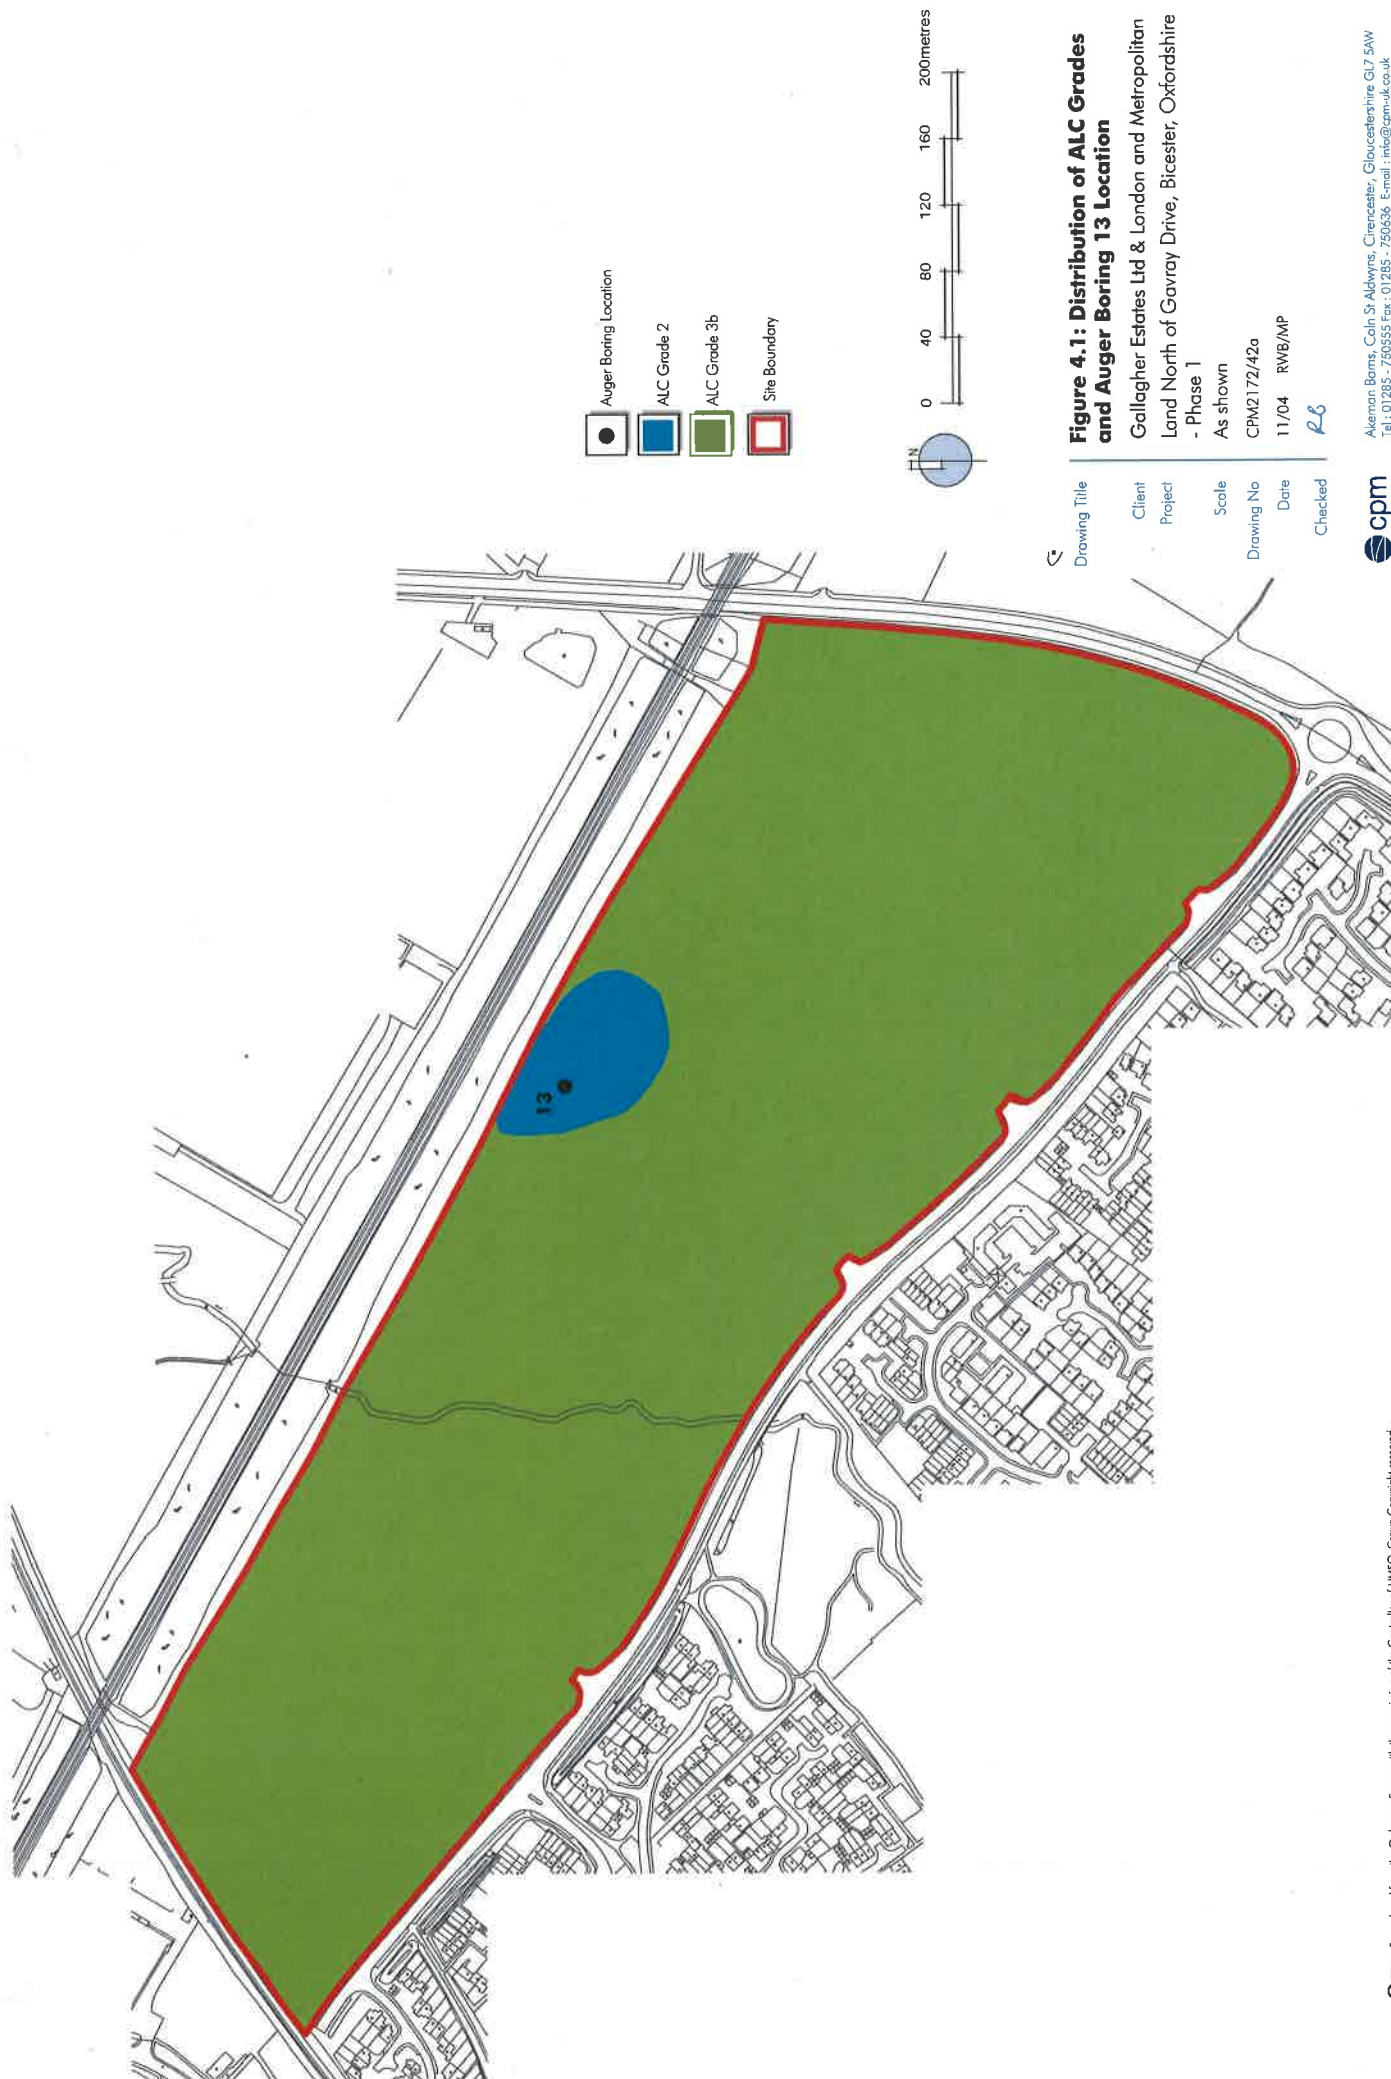 13
Auger Boring Location
ALC Grade 2
ALC Grade 3b
Site Boundary
N
0 40 80 120 160 200metres
Drawing Title Figure 4.1: Distribution of ALC Grades
and Auger Boring 13 Location
Client Gallagher Estates Ltd & London and Metropolitan
Project Land North of Gavray Drive, Bicester, Oxfordshire
- Phase 1
Scale As shown
Drawing No CPM2172/42a
Date 11/04 RWB/MP
Checked RB
cpm
Akeman Barns, Coln St Aldwyns, Cirencester, Gloucestershire GL7 5AW
Tel : 01285 - 750555 Fax : 01285 - 750636 E-mail : info@cpm-uk.co.uk